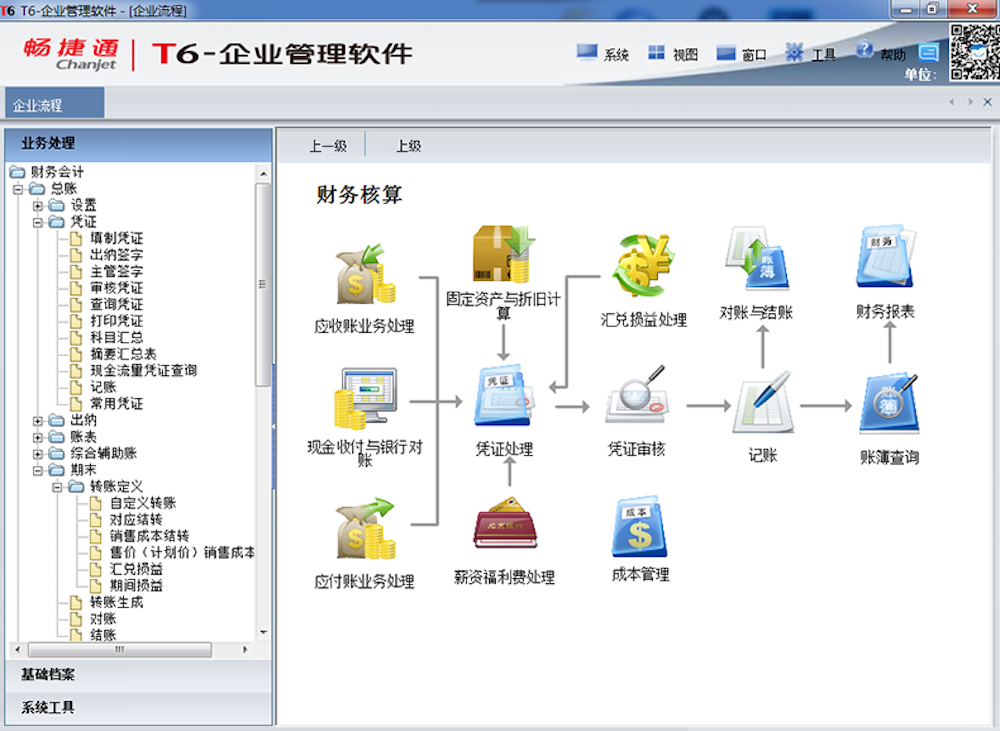 T6 T6-企业管理软件 - [企业流程]
畅捷通
Chanjet
T6-企业管理软件
系统 视图 窗口 工具 帮助
单位:
企业流程
业务处理
财务会计
总账
设置
凭证
填制凭证
出纳签字
主管签字
审核凭证
查询凭证
打印凭证
科目汇总
摘要汇总表
现金流量凭证查询
记账
常用凭证
出纳
账表
综合辅助账
期末
转账定义
自定义转账
对应结转
销售成本结转
售价（计划价）销售成本
汇兑损益
期间损益
转账生成
对账
结账
基础档案
系统工具
上一级 上级
财务核算
应收账业务处理
固定资产与折旧计
算
汇兑损益处理
账簿
对账与结账
财务
财务报表
现金收付与银行对
账
凭证
凭证处理
凭证审核
记账
簿
账簿查询
应付账业务处理
薪资福利费处理
成本
成本管理